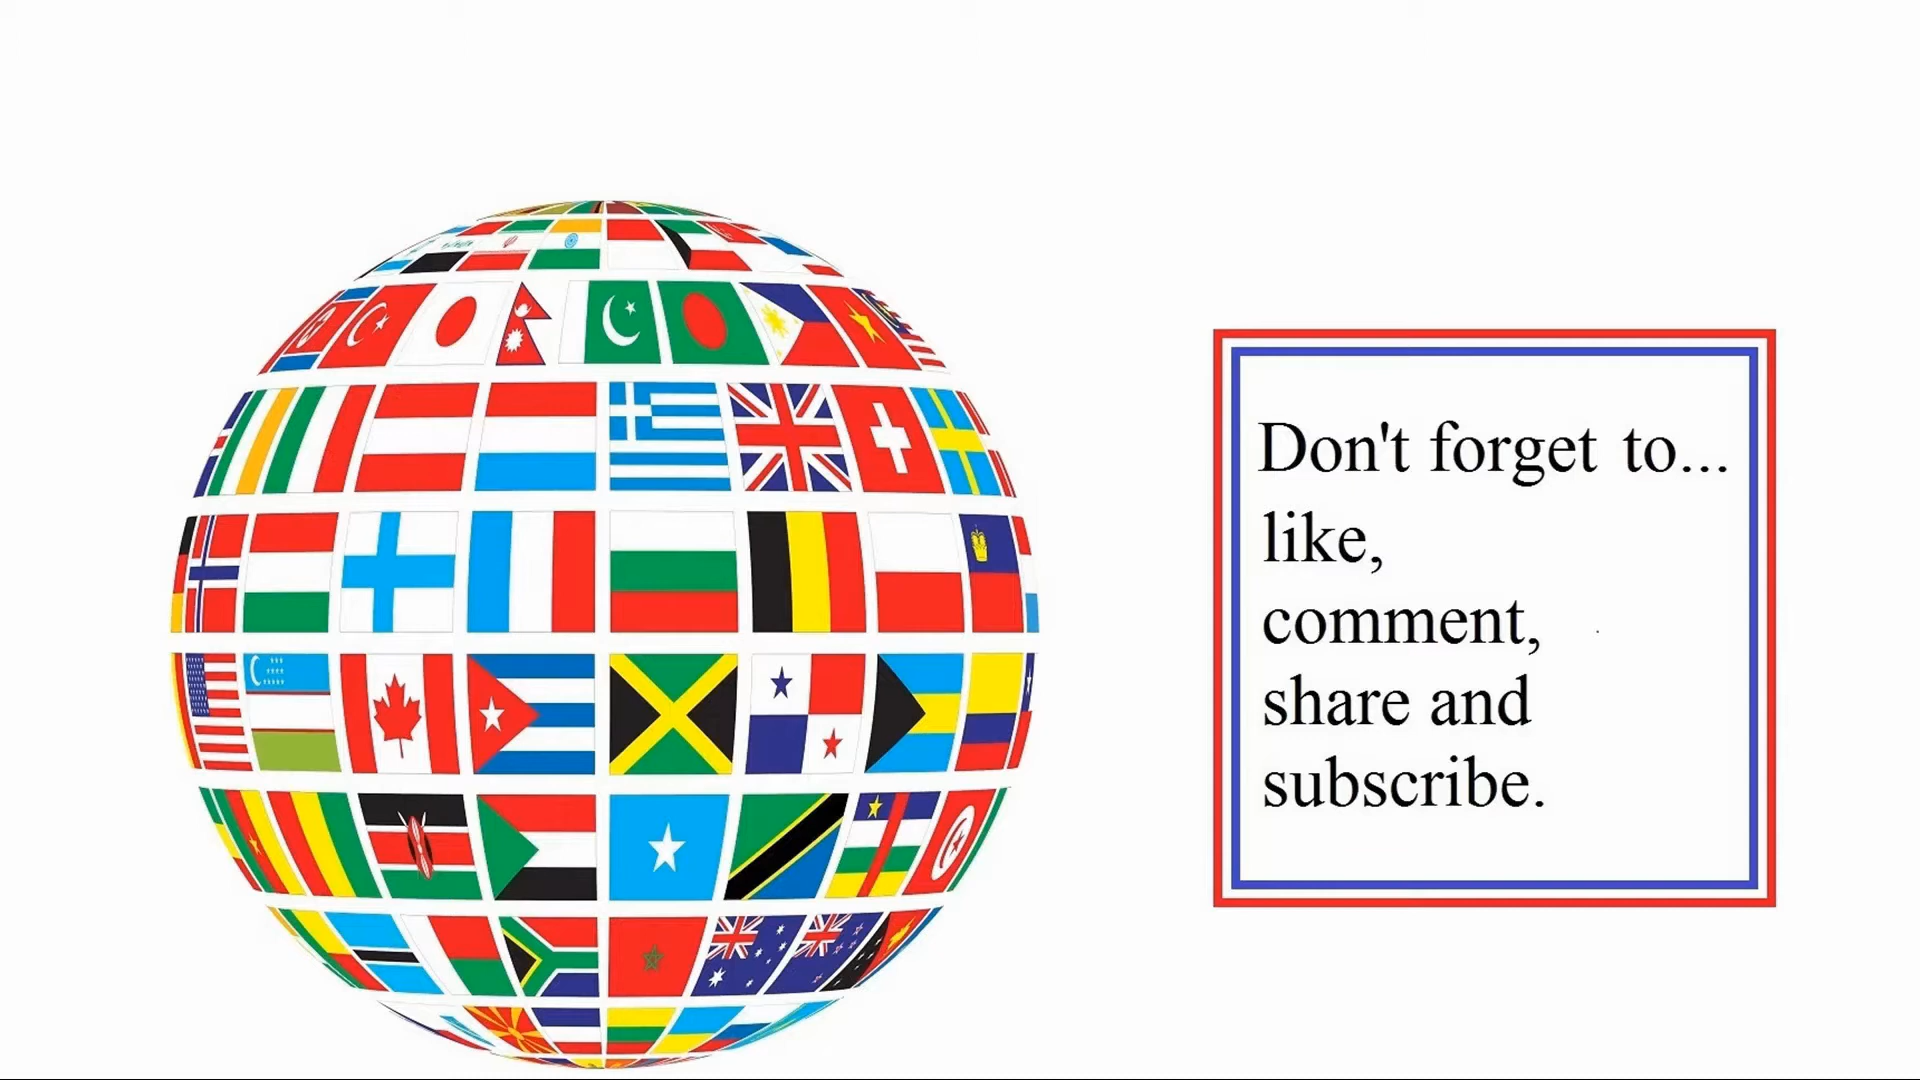 Don't forget to...
like,
comment,
share and
subscribe.